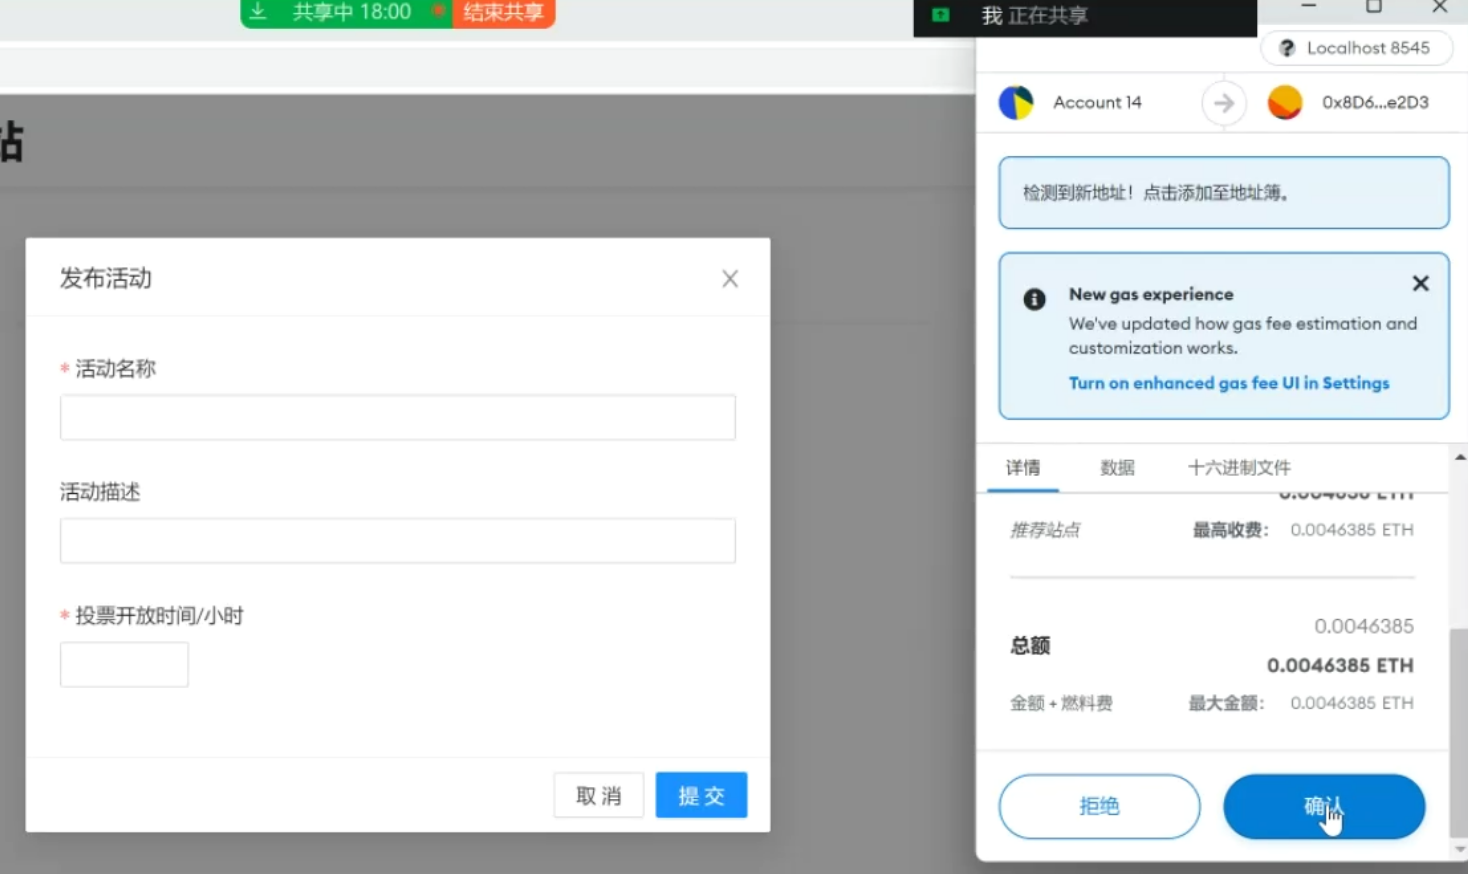 共享中 18:00
结束共享
我 正在共享
Localhost 8545
Account 14
0x8D6...e2D3
站
检测到新地址！点击添加至地址簿。
New gas experience
We've updated how gas fee estimation and
customization works.
Turn on enhanced gas fee UI in Settings
发布活动
* 活动名称
活动描述
* 投票开放时间/小时
取 消
提 交
详情
数据
十六进制文件
推荐站点
最高收费：
0.0046385 ETH
0.0046385
总额
0.0046385 ETH
金额 + 燃料费
最大金额：
0.0046385 ETH
拒绝
确认